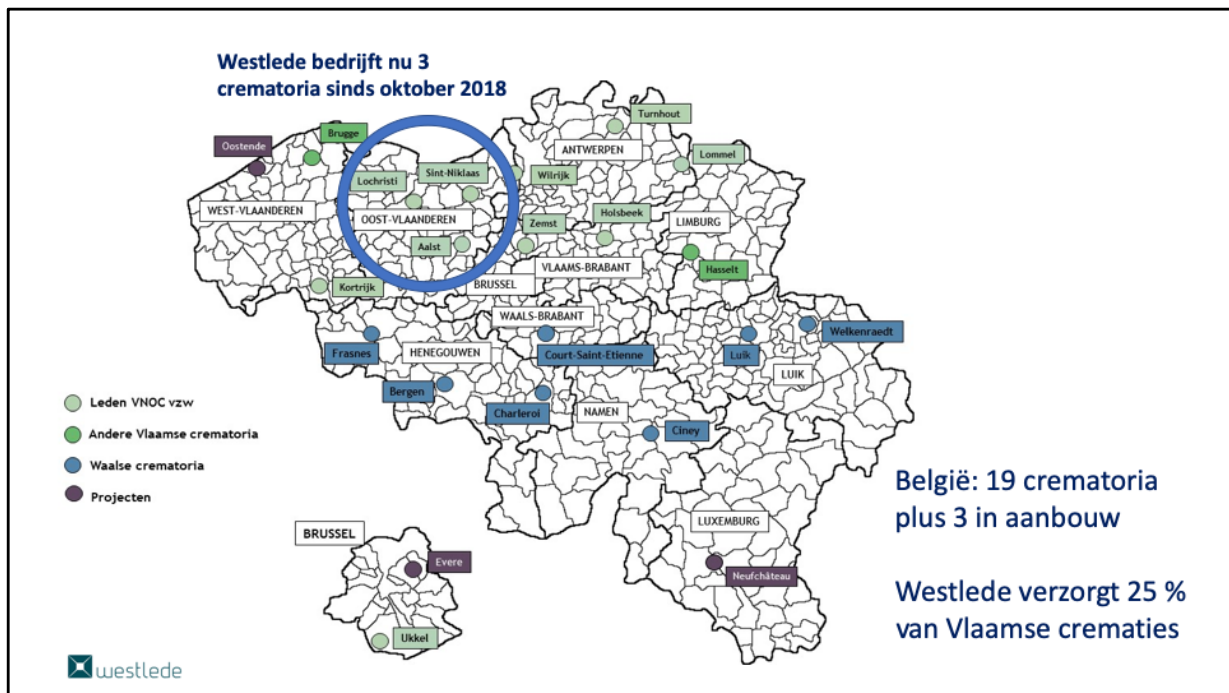 Westlede bedrijft nu 3
crematoria sinds oktober 2018
Turnhout
Brugge
Oostende
ANTWERPEN
Lommel
Lochristi
Sint-Niklaas
Wilrijk
WEST-VLAANDEREN
OOST-VLAANDEREN
Zemst
Holsbeek
LIMBURG
Aalst
VLAAMS-BRABANT
Hasselt
Kortrijk
BRUSSEL
WAALS-BRABANT
Welkenraedt
Frasnes
HENEGOUWEN
Court-Saint-Etienne
Luik
LUIK
Bergen
Charleroi
NAMEN
Ciney
Leden VNOC vzw
Andere Vlaamse crematoria
Waalse crematoria
Projecten
België: 19 crematoria
plus 3 in aanbouw
LUXEMBURG
BRUSSEL
Evere
Neufchâteau
Westlede verzorgt 25 %
van Vlaamse crematies
Ukkel
westlede